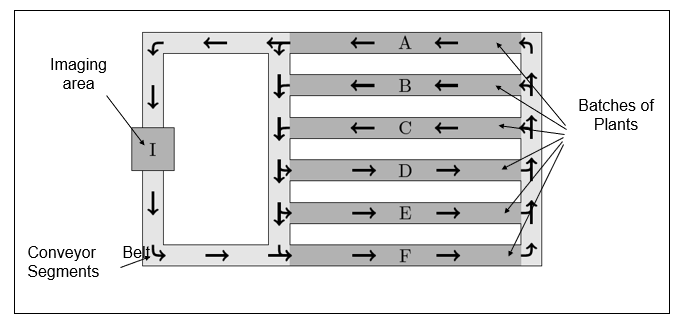 Imaging
area
A
B
C
D
E
F
I
Batches of
Plants
Conveyor Belt
Segments